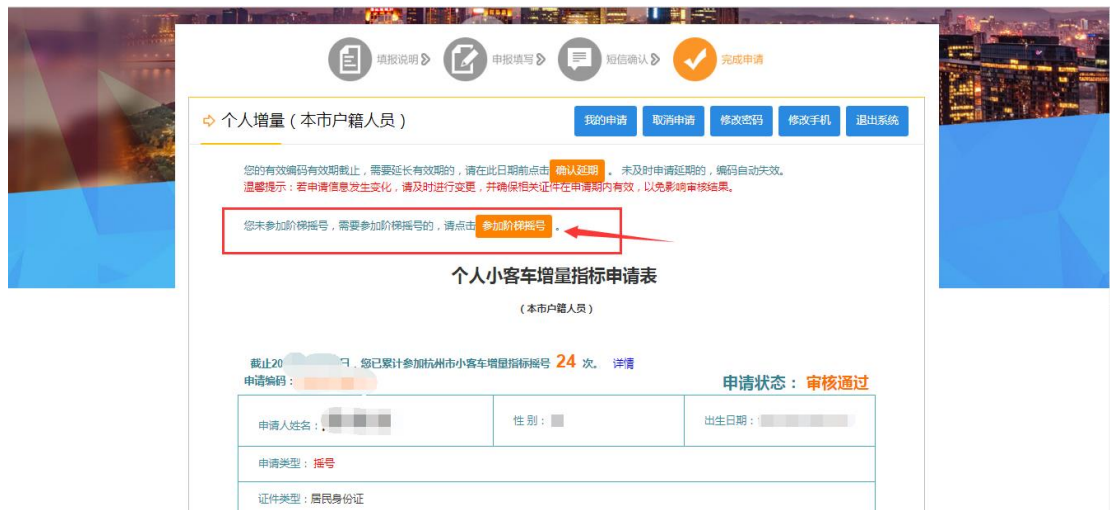 填报说明 申报填写 短信确认 完成申请
个人增量（本市户籍人员） 我的申请 取消申请 修改密码 修改手机 退出系统
您的有效编码有效期截止，需要延长有效期的，请在此日期前点击 确认延期 。 未及时申请延期的，编码自动失效。
温馨提示：若申请信息发生变化，请及时进行变更，并确保相关证件在申请期内有效，以免影响审核结果。
您未参加阶梯摇号，需要参加阶梯摇号的，请点击 参加阶梯摇号 。
个人小客车增量指标申请表
（本市户籍人员）
截止20 日，您已累计参加杭州市小客车增量指标摇号 24 次。 详情
申请编码： 申请状态： 审核通过
申请人姓名： 性别： 出生日期：
申请类型：摇号
证件类型：居民身份证